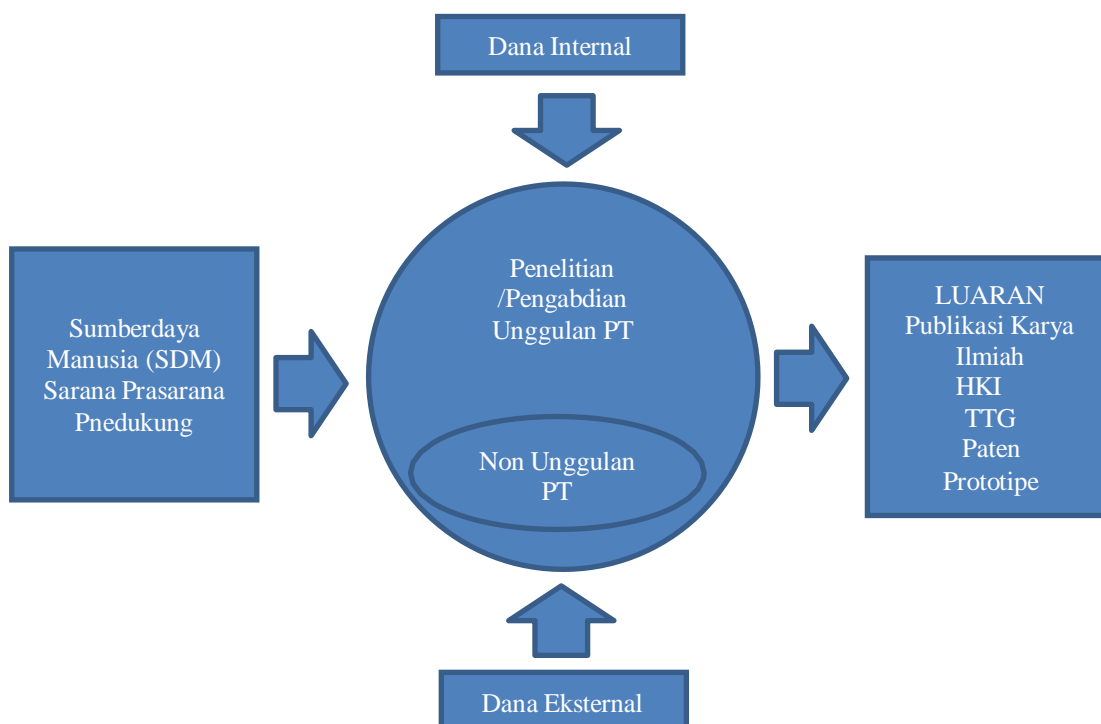 Dana Internal
Sumberdaya
Manusia (SDM)
Sarana Prasarana
Pnedukung
Penelitian
/Pengabdian
Unggulan PT
Non Unggulan
PT
LUARAN
Publikasi Karya
Ilmiah
HKI
TTG
Paten
Prototipe
Dana Eksternal